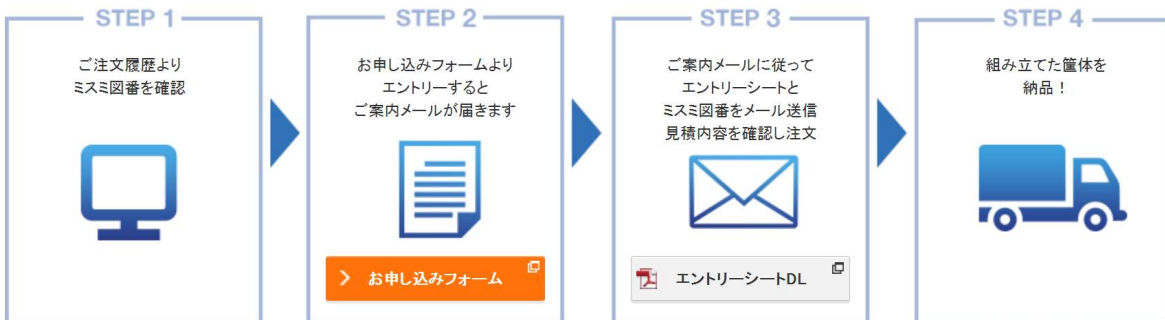 STEP 1
ご注文履歴より
ミスミ図番を確認
STEP 2
お申し込みフォームより
エントリーすると
ご案内メールが届きます
お申し込みフォーム
STEP 3
ご案内メールに従って
エントリーシートと
ミスミ図番をメール送信
見積内容を確認し注文
エントリーシートDL
STEP 4
組み立てた筐体を
納品！